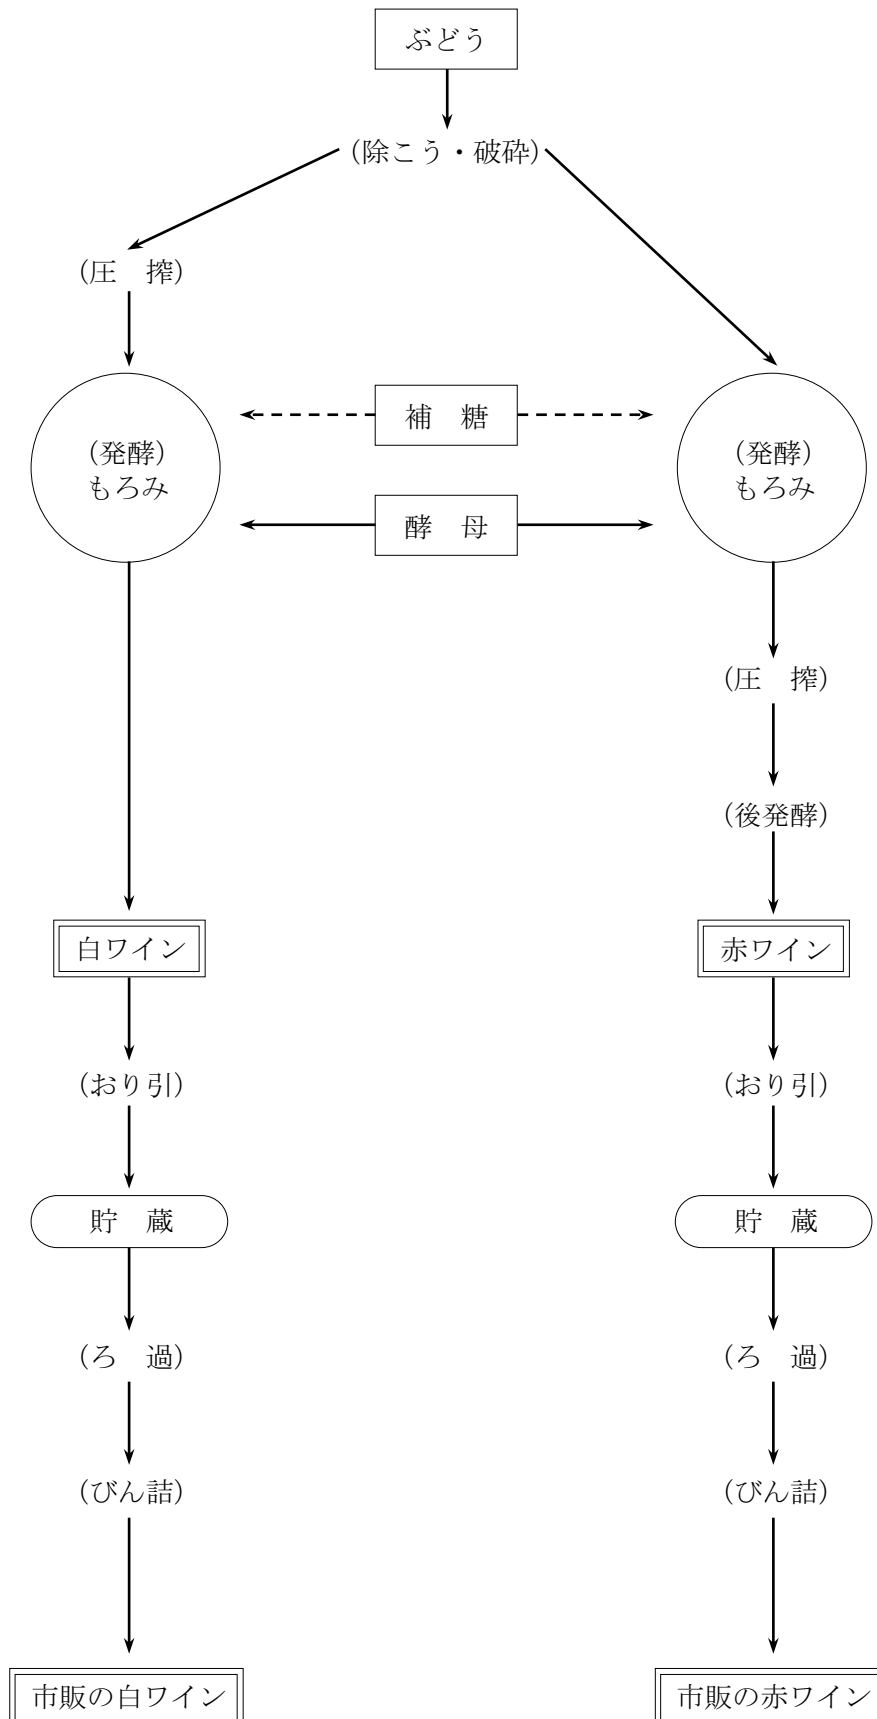 ぶどう
(除こう・破砕)
(圧　搾)
補　糖
(発酵)
もろみ
(発酵)
もろみ
酵　母
(圧　搾)
(後発酵)
白ワイン
赤ワイン
(おり引)
(おり引)
貯　蔵
貯　蔵
(ろ　過)
(ろ　過)
(びん詰)
(びん詰)
市販の白ワイン
市販の赤ワイン